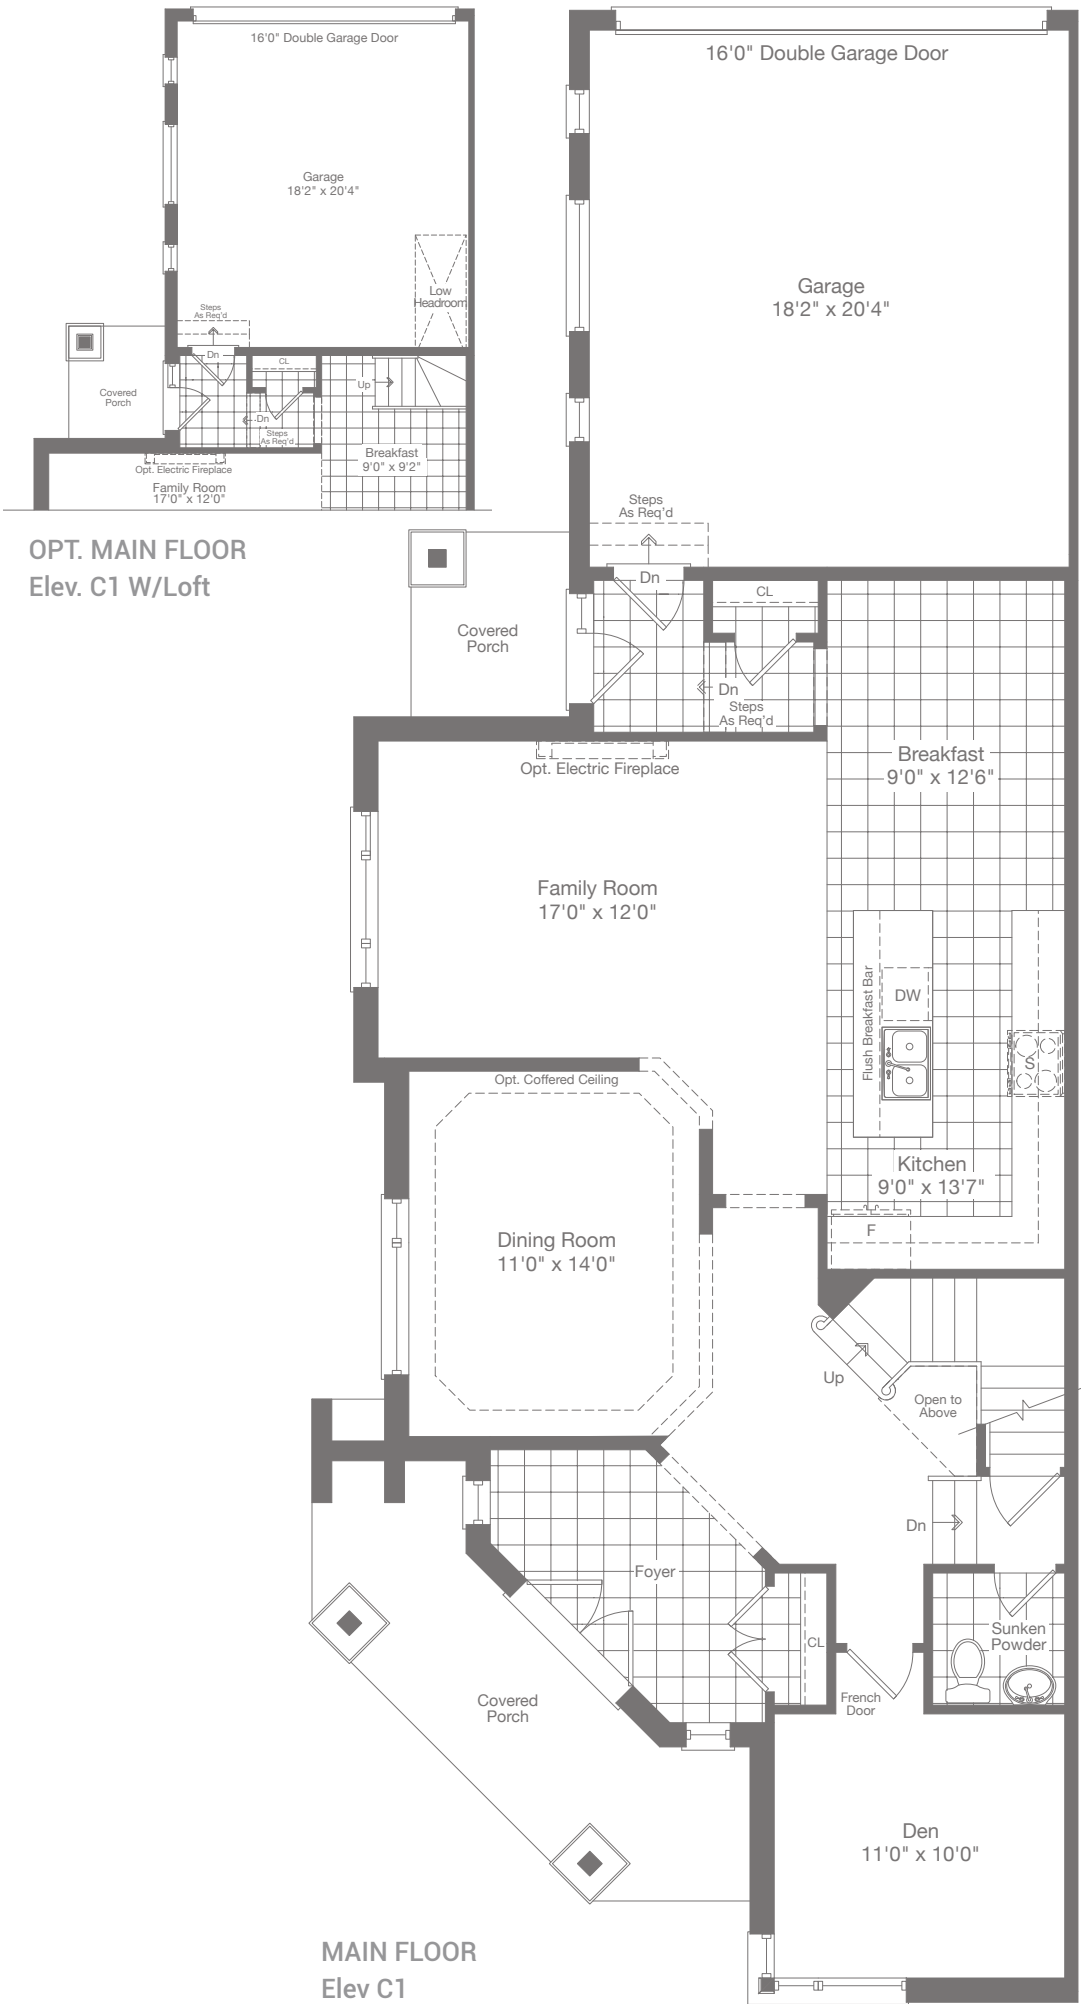 16'0" Double Garage Door
Garage
18'2" x 20'4"
Low
Headroom
Steps
As Req'd
Dn
CL
Covered
Porch
Up
Dn
Steps
As Req'd
Breakfast
9'0" x 9'2"
Opt. Electric Fireplace
Family Room
17'0" x 12'0"
OPT. MAIN FLOOR
Elev. C1 W/Loft
16'0" Double Garage Door
Garage
18'2" x 20'4"
Steps
As Req'd
Dn
CL
Covered
Porch
Dn
Steps
As Req'd
Breakfast
9'0" x 12'6"
Opt. Electric Fireplace
Family Room
17'0" x 12'0"
Flush Breakfast Bar
DW
S
Opt. Coffered Ceiling
Kitchen
9'0" x 13'7"
F
Dining Room
11'0" x 14'0"
Up
Open to
Above
Dn
Foyer
CL
Sunken
Powder
French
Door
Covered
Porch
Den
11'0" x 10'0"
MAIN FLOOR
Elev C1